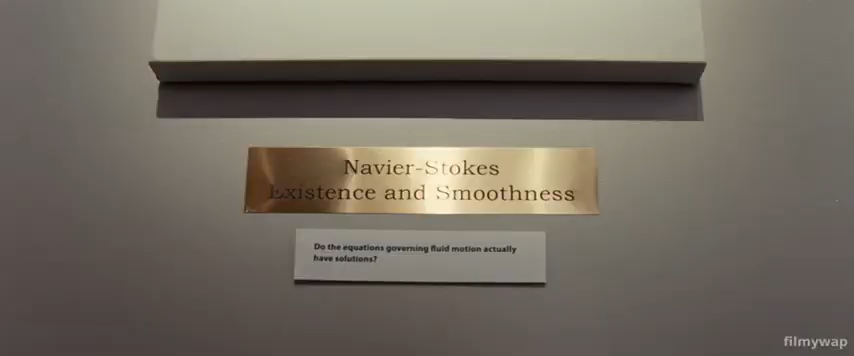 Navier-Stokes
Existence and Smoothness
Do the equations governing fluid motion actually
have solutions?
filmywap